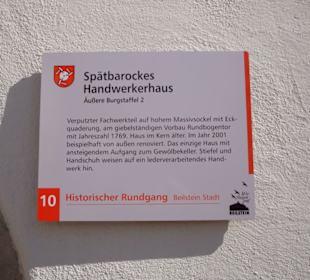 Spätbarockes
Handwerkerhaus
Äußere Burgstaffel 2
Verputzter Fachwerkteil auf hohem Massivsockel mit Eck-
quaderung, am giebelständigen Vorbau Rundbogentor
mit Jahreszahl 1769. Haus im Kern älter. Im Jahr 2001
beispielhaft von außen renoviert. Das einzige Haus mit
ansteigendem Aufgang zum Gewölbekeller. Stiefel und
Handschuh weisen auf ein lederverarbeitendes Hand-
werk hin.
10 Historischer Rundgang Beilstein Stadt